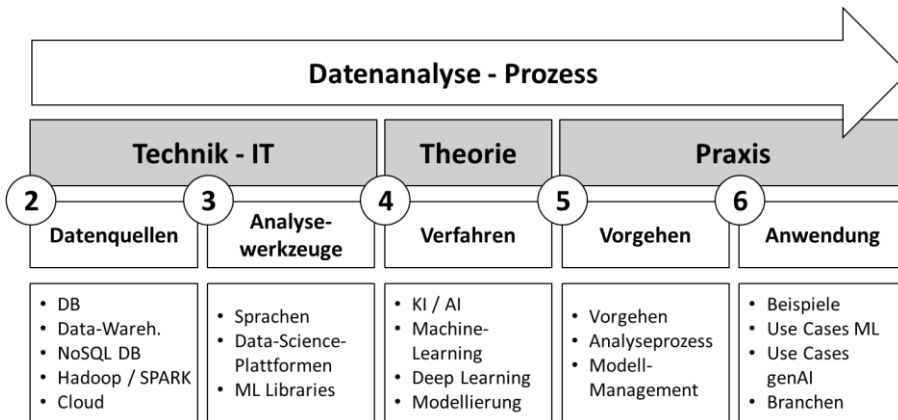 Datenanalyse - Prozess
Technik - IT
Theorie
Praxis
2
3
4
5
6
Datenquellen
Analyse-
werkzeuge
Verfahren
Vorgehen
Anwendung
• DB
• Data-Wareh.
• NoSQL DB
• Hadoop / SPARK
• Cloud
• Sprachen
• Data-Science-
Plattformen
• ML Libraries
• KI / AI
• Machine-
Learning
• Deep Learning
• Modellierung
• Vorgehen
• Analyseprozess
• Modell-
Management
• Beispiele
• Use Cases ML
• Use Cases
genAI
• Branchen